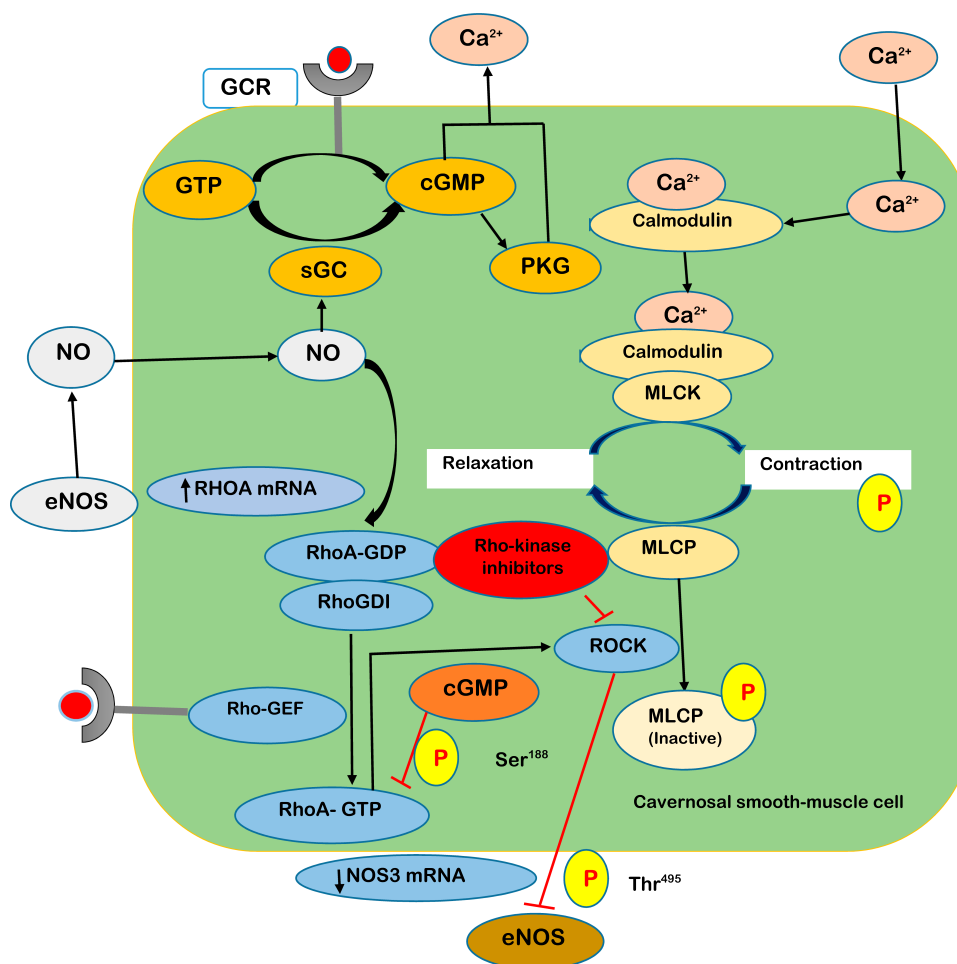 Ca²⁺
Ca²⁺
GCR
GTP
cGMP
Ca²⁺
Ca²⁺
Calmodulin
sGC
PKG
Ca²⁺
NO
NO
Calmodulin
MLCK
Relaxation
Contraction
RHOA mRNA
eNOS
P
RhoA-GDP
Rho-kinase
inhibitors
MLCP
RhoGDI
ROCK
cGMP
P
Rho-GEF
MLCP
(Inactive)
P
Ser¹⁸⁸
RhoA- GTP
Cavernosal smooth-muscle cell
NOS3 mRNA
P
Thr⁴⁹⁵
eNOS